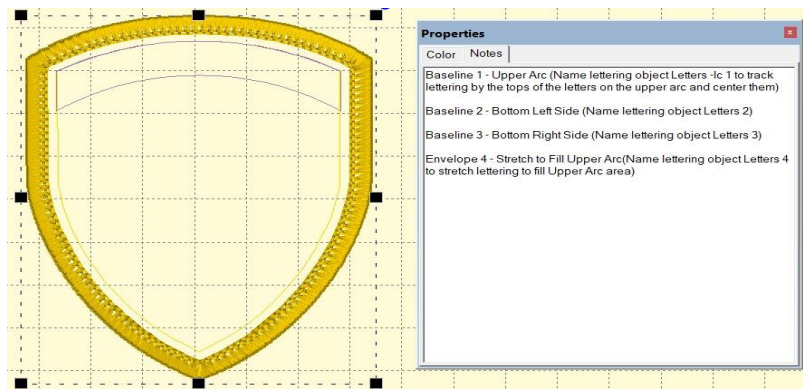 Properties
Color Notes
Baseline 1 - Upper Arc (Name lettering object Letters -lc 1 to track
lettering by the tops of the letters on the upper arc and center them)
Baseline 2 - Bottom Left Side (Name lettering object Letters 2)
Baseline 3 - Bottom Right Side (Name lettering object Letters 3)
Envelope 4 - Stretch to Fill Upper Arc(Name lettering object Letters 4
to stretch lettering to fill Upper Arc area)